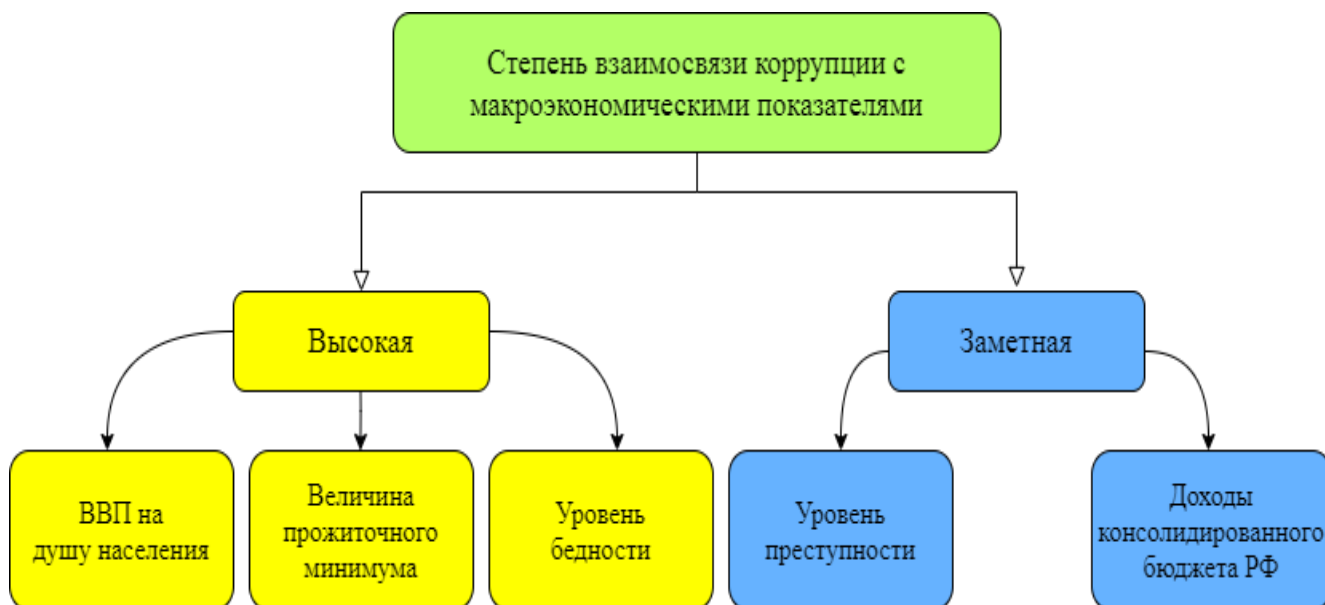 Степень взаимосвязи коррупции с
макроэкономическими показателями
Высокая
Заметная
ВВП на
душу населения
Величина
прожиточного
минимума
Уровень
бедности
Уровень
преступности
Доходы
консолидированного
бюджета РФ